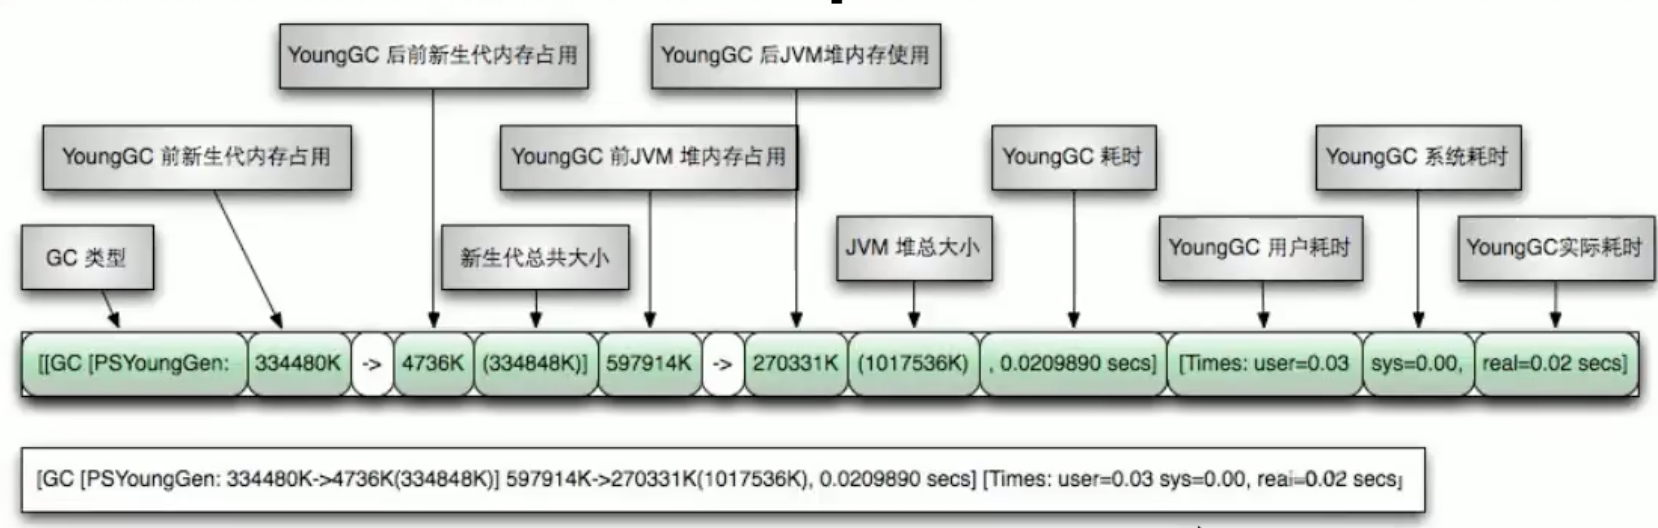 YoungGC 后前新生代内存占用
YoungGC 后JVM堆内存使用
YoungGC 前新生代内存占用
YoungGC 前JVM 堆内存占用
YoungGC 耗时
YoungGC 系统耗时
GC 类型
新生代总共大小
JVM 堆总大小
YoungGC 用户耗时
YoungGC实际耗时
[[GC [PSYoungGen: 334480K -> 4736K (334848K)] 597914K -> 270331K (1017536K) , 0.0209890 secs] [Times: user=0.03 sys=0.00, real=0.02 secs]
[GC [PSYoungGen: 334480K->4736K(334848K)] 597914K->270331K(1017536K), 0.0209890 secs] [Times: user=0.03 sys=0.00, real=0.02 secs]